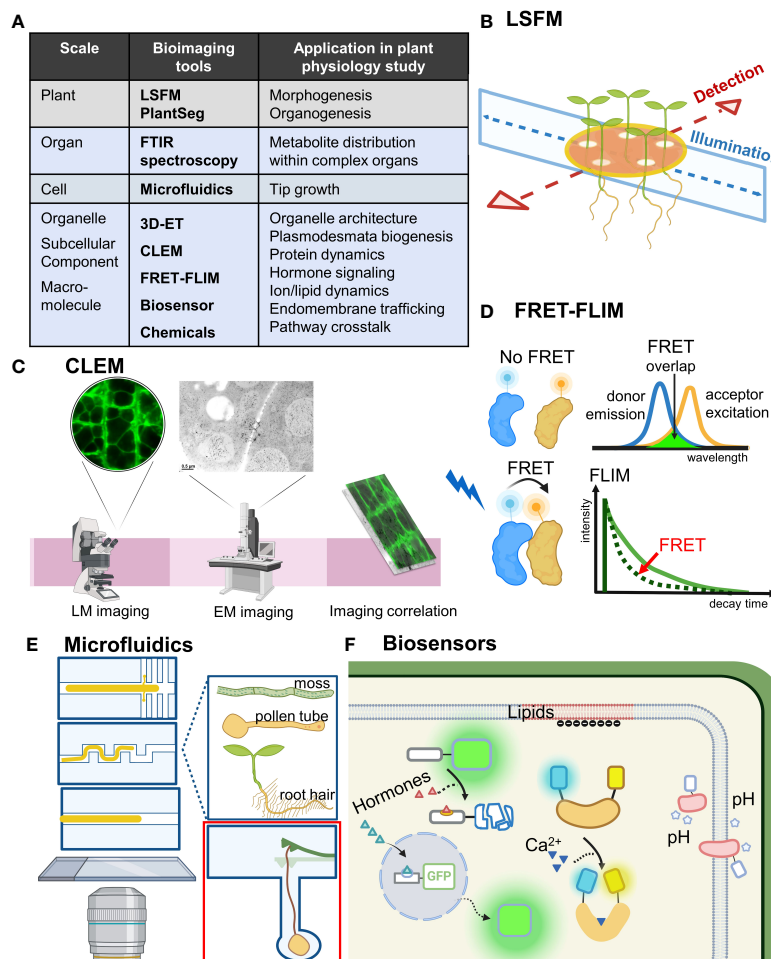 A
Scale
Bioimaging tools
Application in plant physiology study
Plant
LSFM
PlantSeg
Morphogenesis
Organogenesis
Organ
FTIR
spectroscopy
Metabolite distribution
within complex organs
Cell
Microfluidics
Tip growth
Organelle
Subcellular
Component
Macro-
molecule
3D-ET
CLEM
FRET-FLIM
Biosensor
Chemicals
Organelle architecture
Plasmodesmata biogenesis
Protein dynamics
Hormone signaling
Ion/lipid dynamics
Endomembrane trafficking
Pathway crosstalk
B LSFM
Detection
Illuminatio
C CLEM
0.5 µm
LM imaging
EM imaging
Imaging correlation
D FRET-FLIM
No FRET
FRET
overlap
donor
emission
acceptor
excitation
wavelength
FRET
FLIM
intensity
FRET
decay time
E Microfluidics
moss
pollen tube
root hair
F Biosensors
Lipids
Hormones
GFP
Ca2+
pH
pH